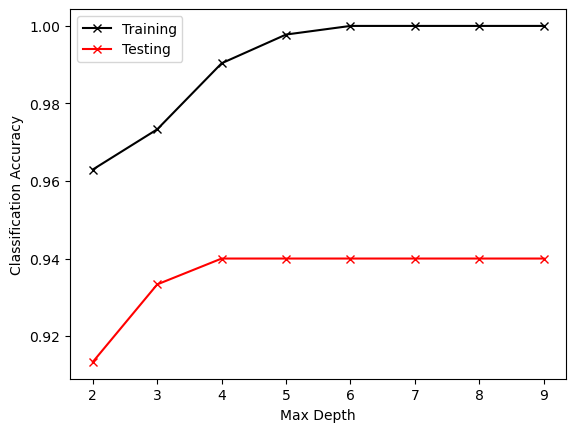 Training
Testing
1.00
0.98
0.96
0.94
0.92
Classification Accuracy
2 3 4 5 6 7 8 9
Max Depth